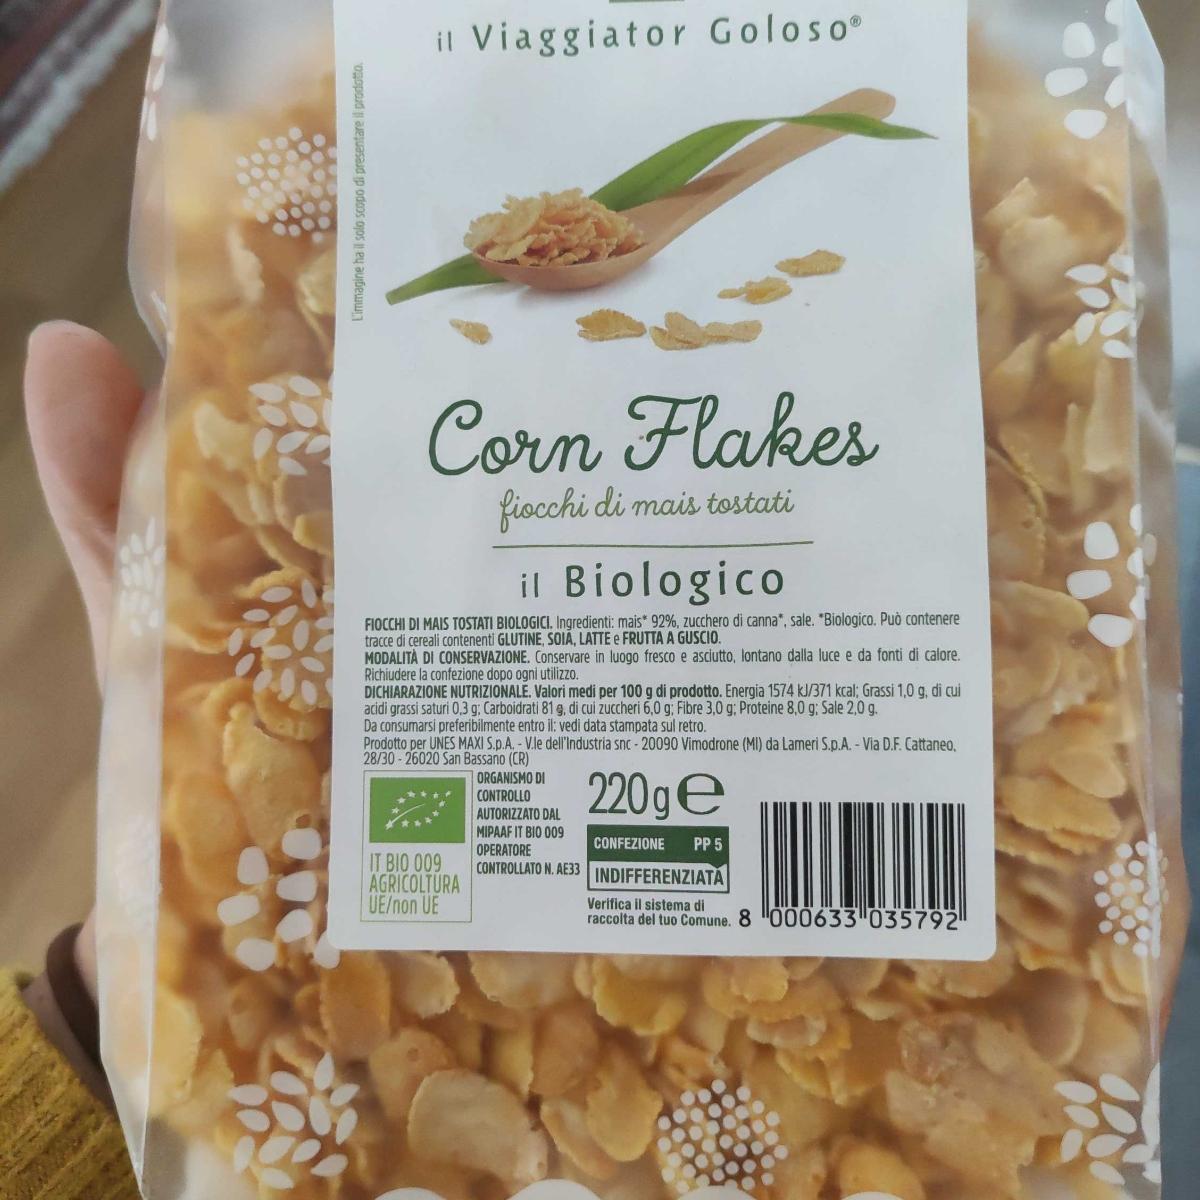 il Viaggiator Goloso®
L'immagine ha il solo scopo di presentare il prodotto.
Corn Flakes
fiocchi di mais tostati
il Biologico
FIOCCHI DI MAIS TOSTATI BIOLOGICI. Ingredienti: mais* 92%, zucchero di canna*, sale. *Biologico. Può contenere
tracce di cereali contenenti GLUTINE, SOIA, LATTE e FRUTTA A GUSCIO.
MODALITÀ DI CONSERVAZIONE. Conservare in luogo fresco e asciutto, lontano dalla luce e da fonti di calore.
Richiudere la confezione dopo ogni utilizzo.
DICHIARAZIONE NUTRIZIONALE. Valori medi per 100 g di prodotto. Energia 1574 kJ/371 kcal; Grassi 1,0 g, di cui
acidi grassi saturi 0,3 g; Carboidrati 81 g, di cui zuccheri 6,0 g; Fibre 3,0 g; Proteine 8,0 g; Sale 2,0 g.
Da consumarsi preferibilmente entro il: vedi data stampata sul retro.
Prodotto per UNES MAXI S.p.A. - V.le dell'Industria snc - 20090 Vimodrone (MI) da Lameri S.p.A. - Via D.F. Cattaneo,
28/30 - 26020 San Bassano (CR)
IT BIO 009
AGRICOLTURA
UE/non UE
ORGANISMO DI
CONTROLLO
AUTORIZZATO DAL
MIPAAF IT BIO 009
OPERATORE
CONTROLLATO N. AE33
220g e
CONFEZIONE PP 5
INDIFFERENZIATA
Verifica il sistema di
raccolta del tuo Comune.
8 000633 035792